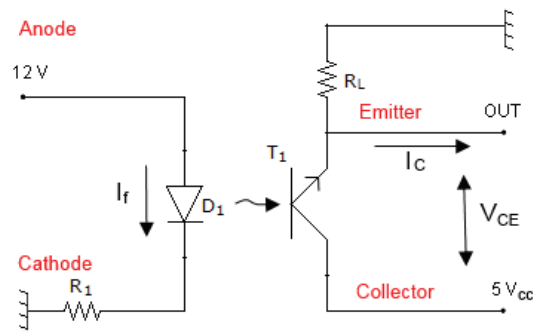 Anode
12 V
RL
Emitter
OUT
T1
IC
If
D1
VCE
Cathode
R1
Collector
5 Vcc